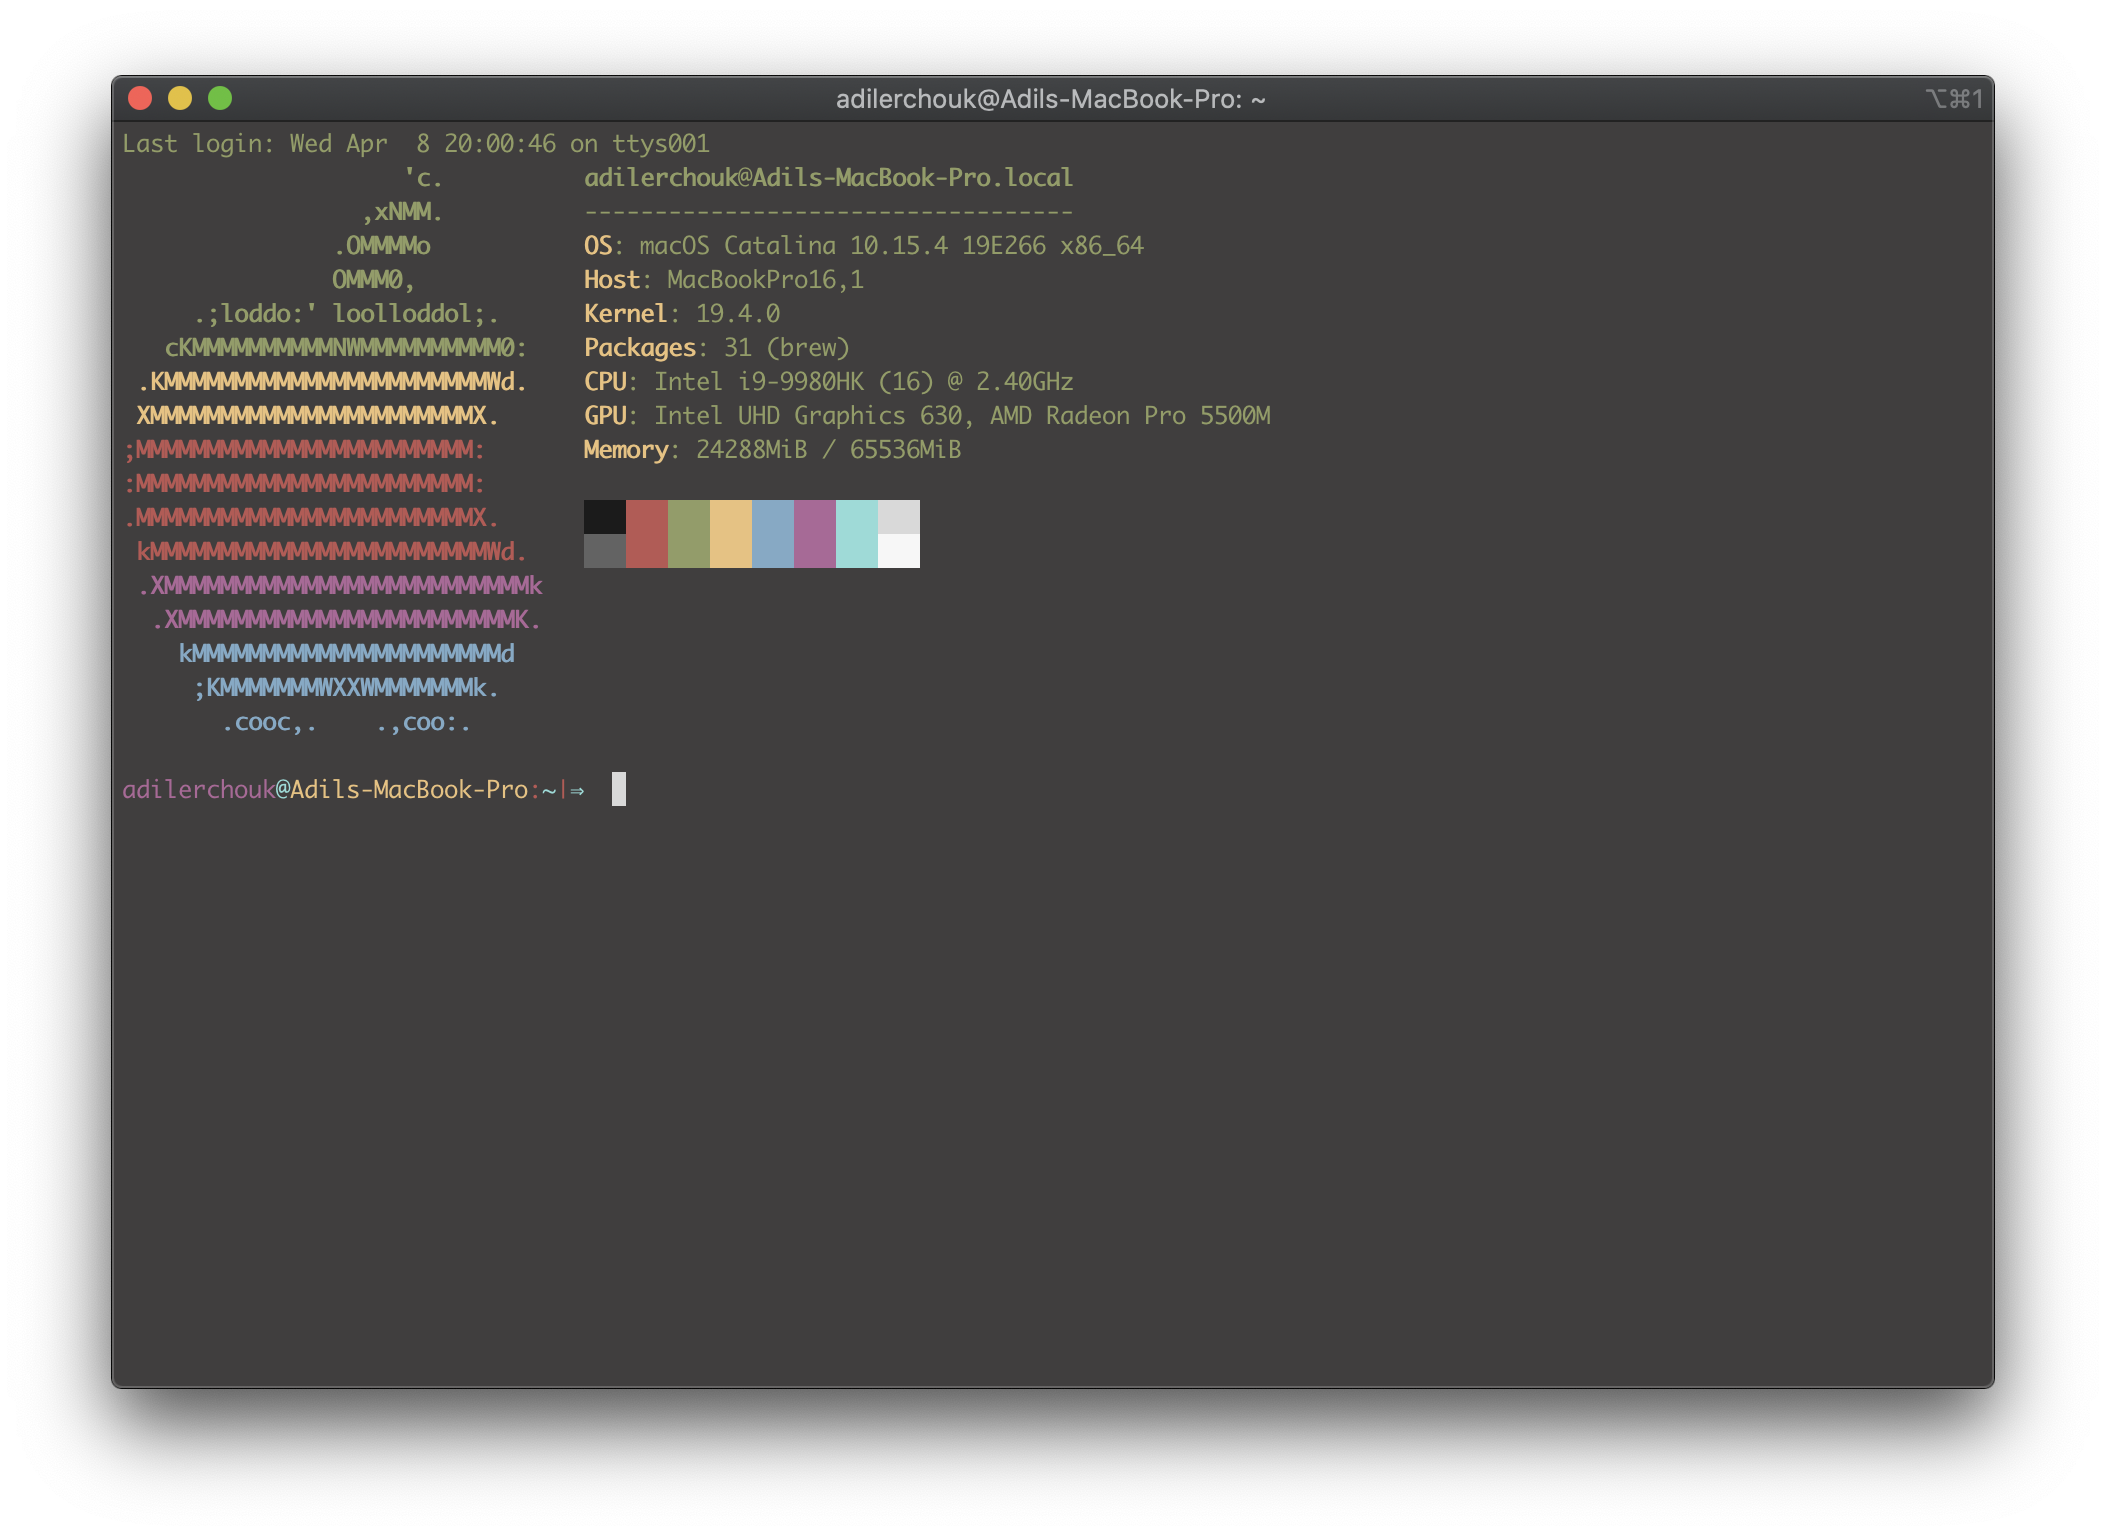 adilerchouk@Adils-MacBook-Pro: ~
⌥⌘1
Last login: Wed Apr  8 20:00:46 on ttys001
                    'c.          adilerchouk@Adils-MacBook-Pro.local
                 ,xNMM.          -----------------------------------
               .OMMMMo           OS: macOS Catalina 10.15.4 19E266 x86_64
               OMMM0,            Host: MacBookPro16,1
     .;loddo:' loolloddol;.      Kernel: 19.4.0
   cKMMMMMMMMMMNWMMMMMMMMMM0:    Packages: 31 (brew)
 .KMMMMMMMMMMMMMMMMMMMMMMMWd.    CPU: Intel i9-9980HK (16) @ 2.40GHz
 XMMMMMMMMMMMMMMMMMMMMMMMX.      GPU: Intel UHD Graphics 630, AMD Radeon Pro 5500M
;MMMMMMMMMMMMMMMMMMMMMMMM:       Memory: 24288MiB / 65536MiB
:MMMMMMMMMMMMMMMMMMMMMMMM:
.MMMMMMMMMMMMMMMMMMMMMMMMX.
 kMMMMMMMMMMMMMMMMMMMMMMMMWd.
 .XMMMMMMMMMMMMMMMMMMMMMMMMMMk
  .XMMMMMMMMMMMMMMMMMMMMMMMMK.
    kMMMMMMMMMMMMMMMMMMMMMMd
     ;KMMMMMMMWXXWMMMMMMMk.
       .cooc,.    .,coo:.
adilerchouk@Adils-MacBook-Pro:~|⇒